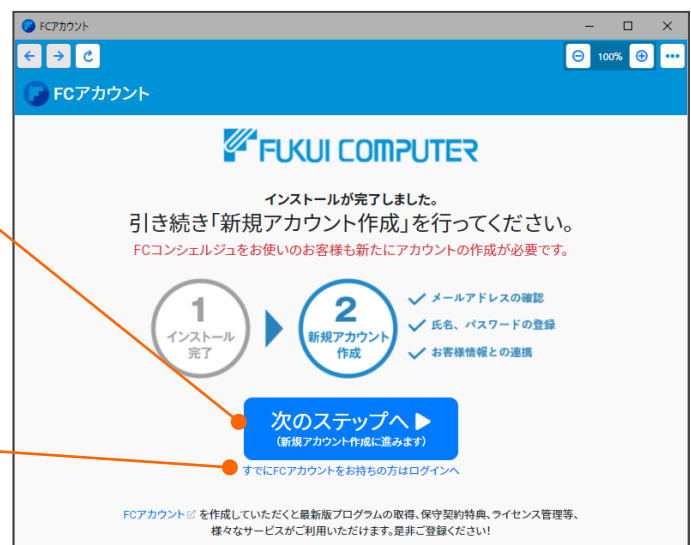 FCアカウント
100%
FCアカウント
FUKUI COMPUTER
インストールが完了しました。
引き続き「新規アカウント作成」を行ってください。
FCコンシェルジュをお使いのお客様も新たにアカウントの作成が必要です。
1
インストール
完了
2
新規アカウント
作成
メールアドレスの確認
氏名、パスワードの登録
お客様情報との連携
次のステップへ
(新規アカウント作成に進みます)
すでにFCアカウントをお持ちの方はログインへ
FCアカウント を作成していただくと最新版プログラムの取得、保守契約特典、ライセンス管理等、
様々なサービスがご利用いただけます。是非ご登録ください!